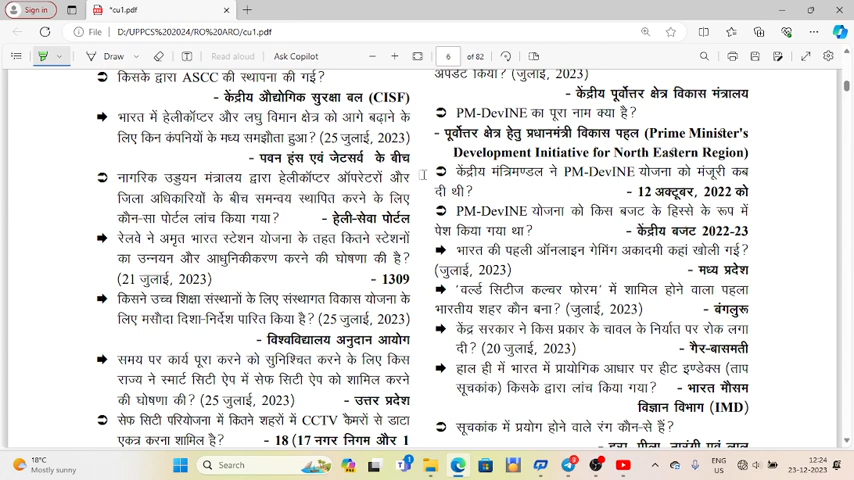 Sign in
*cu1.pdf
File
D:/UPPCS%202024/RO%20ARO/cu1.pdf
Draw
Read aloud
Ask Copilot
6 of 82
किसके द्वारा ASCC की स्थापना की गई?
- केंद्रीय औद्योगिक सुरक्षा बल (CISF)
भारत में हेलीकॉप्टर और लघु विमान क्षेत्र को आगे बढ़ाने के
लिए किन कंपनियों के मध्य समझौता हुआ? (25 जुलाई, 2023)
- पवन हंस एवं जेटसर्व के बीच
नागरिक उड्डयन मंत्रालय द्वारा हेलीकॉप्टर ऑपरेटरों और
जिला अधिकारियों के बीच समन्वय स्थापित करने के लिए
कौन-सा पोर्टल लांच किया गया? - हेली-सेवा पोर्टल
रेलवे ने अमृत भारत स्टेशन योजना के तहत कितने स्टेशनों
का उन्नयन और आधुनिकीकरण करने की घोषणा की है?
(21 जुलाई, 2023) - 1309
किसने उच्च शिक्षा संस्थानों के लिए संस्थागत विकास योजना के
लिए मसौदा दिशा-निर्देश पारित किया है? (25 जुलाई, 2023)
- विश्वविद्यालय अनुदान आयोग
समय पर कार्य पूरा करने को सुनिश्चित करने के लिए किस
राज्य ने स्मार्ट सिटी ऐप में सेफ सिटी ऐप को शामिल करने
की घोषणा की? (25 जुलाई, 2023) - उत्तर प्रदेश
सेफ सिटी परियोजना में कितने शहरों में CCTV कैमरों से डाटा
एकत्र करना शामिल है? - 18 (17 नगर निगम और 1
अपडेट किया? (जुलाई, 2023)
- केंद्रीय पूर्वोत्तर क्षेत्र विकास मंत्रालय
PM-DevINE का पूरा नाम क्या है?
- पूर्वोत्तर क्षेत्र हेतु प्रधानमंत्री विकास पहल (Prime Minister's
Development Initiative for North Eastern Region)
केंद्रीय मंत्रिमण्डल ने PM-DevINE योजना को मंजूरी कब
दी थी? - 12 अक्टूबर, 2022 को
PM-DevINE योजना को किस बजट के हिस्से के रूप में
पेश किया गया था? - केंद्रीय बजट 2022-23
भारत की पहली ऑनलाइन गेमिंग अकादमी कहां खोली गई?
(जुलाई, 2023) - मध्य प्रदेश
'वर्ल्ड सिटीज कल्चर फोरम' में शामिल होने वाला पहला
भारतीय शहर कौन बना? (जुलाई, 2023) - बंगलुरू
केंद्र सरकार ने किस प्रकार के चावल के निर्यात पर रोक लगा
दी? (20 जुलाई, 2023) - गैर-बासमती
हाल ही में भारत में प्रायोगिक आधार पर हीट इण्डेक्स (ताप
सूचकांक) किसके द्वारा लांच किया गया? - भारत मौसम
विज्ञान विभाग (IMD)
सूचकांक में प्रयोग होने वाले रंग कौन-से हैं?
- हरा, पीला, नारंगी एवं लाल
18°C
Mostly sunny
Search
ENG
US
12:24
23-12-2023